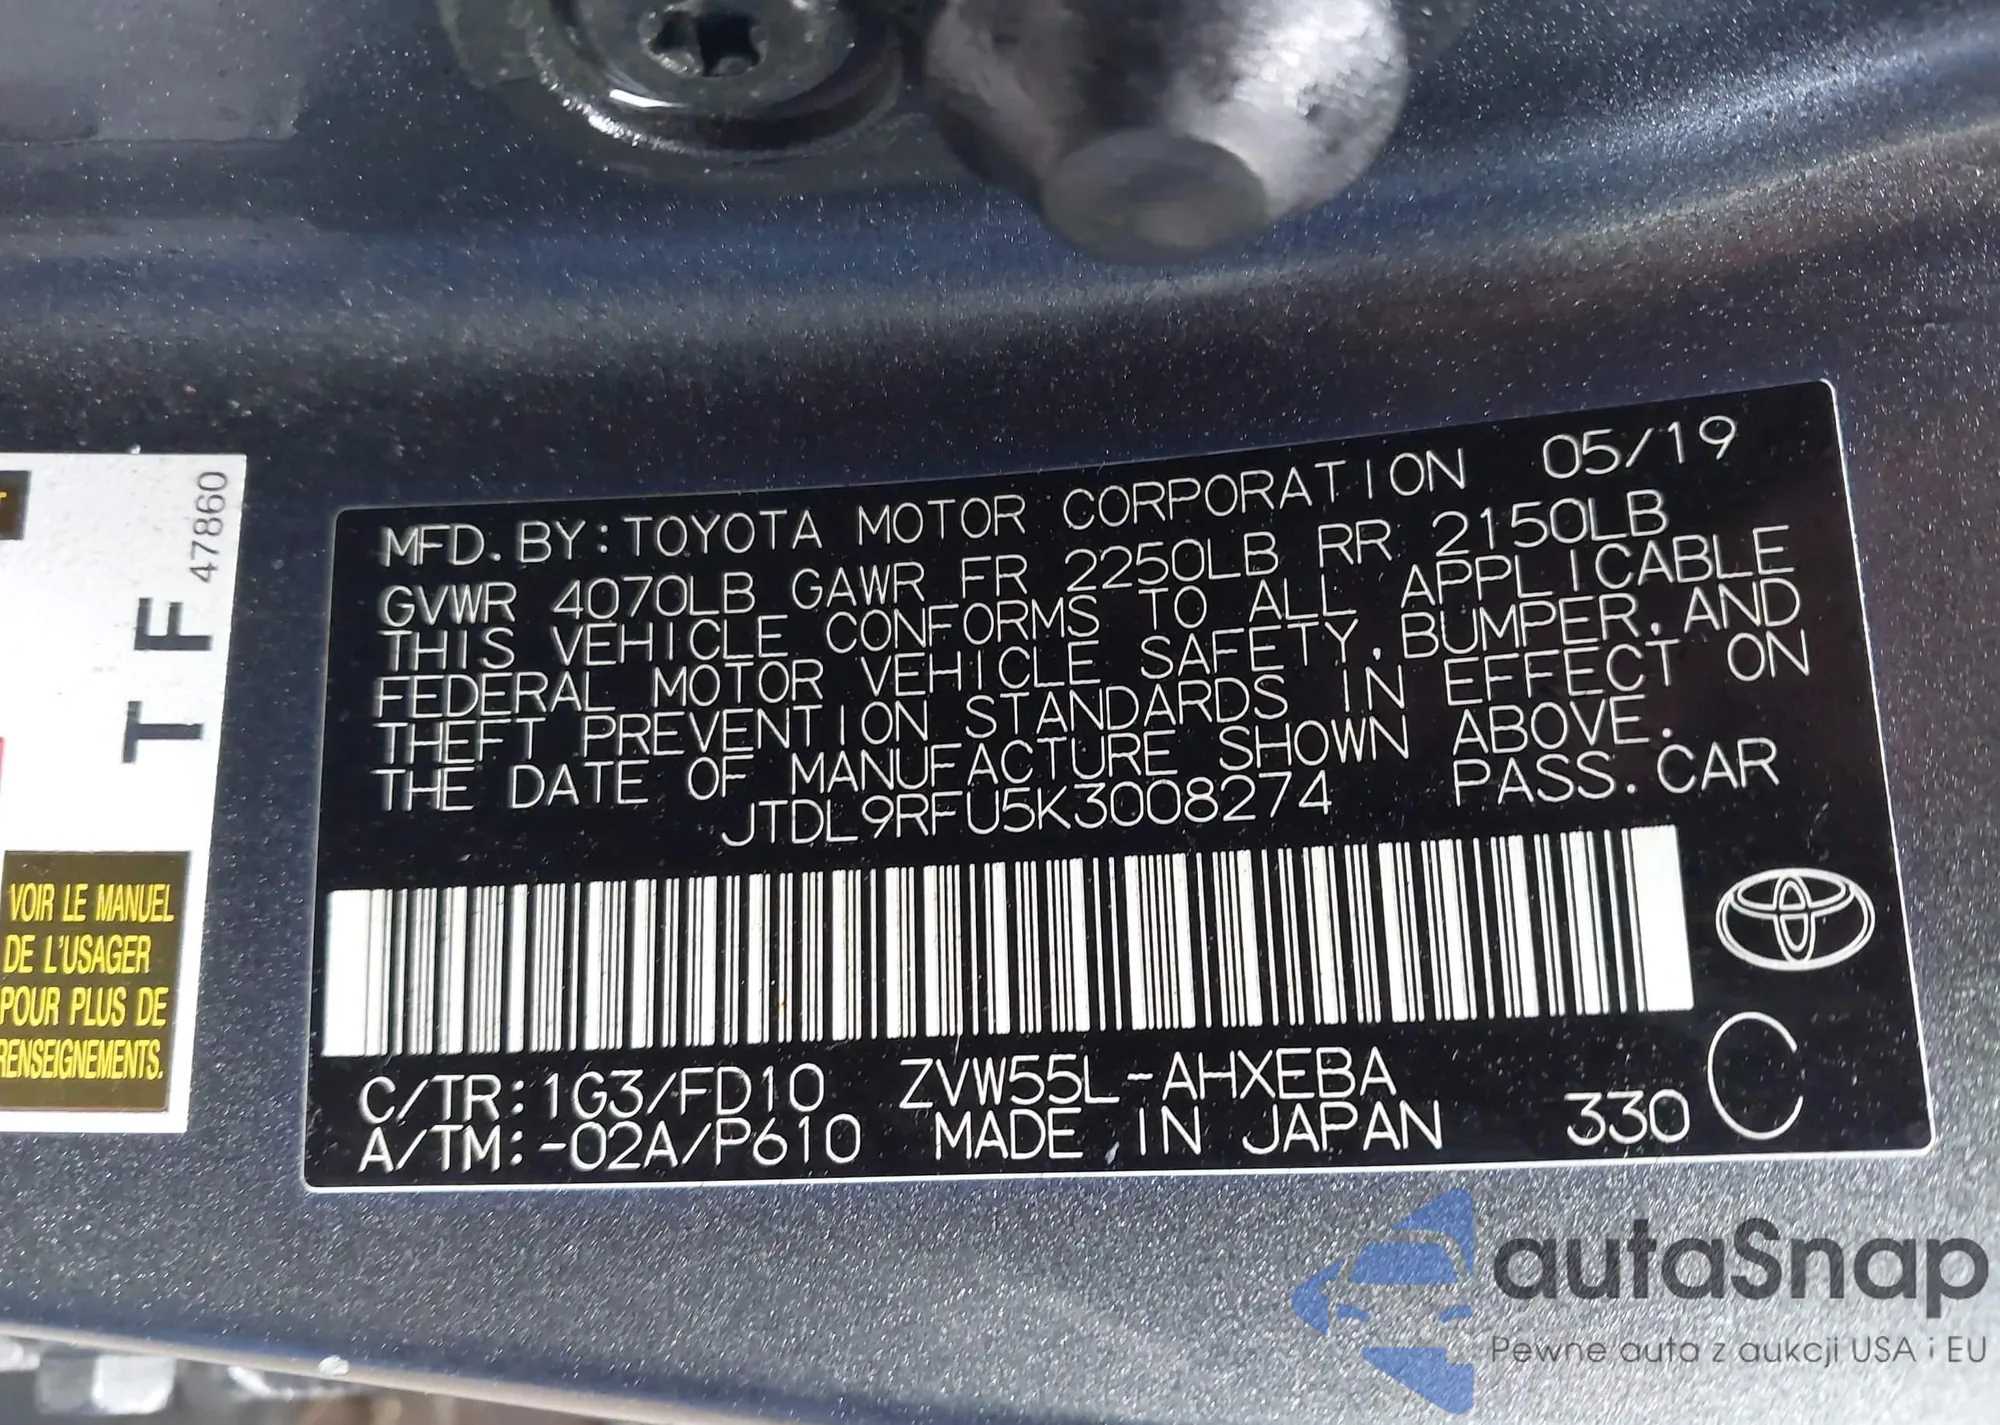 47860
T F
VOIR LE MANUEL
DE L'USAGER
POUR PLUS DE
RENSEIGNEMENTS.
MFD. BY: TOYOTA MOTOR CORPORATION 05/19
GVWR 4070LB GAWR FR 2250LB RR 2150LB
THIS VEHICLE CONFORMS TO ALL APPLICABLE
FEDERAL MOTOR VEHICLE SAFETY, BUMPER, AND
THEFT PREVENTION STANDARDS IN EFFECT ON
THE DATE OF MANUFACTURE SHOWN ABOVE.
JTDL9RFU5K3008274 PASS. CAR
C/TR: 1G3/FD10 ZVW55L-AHXEBA
A/TM: -02A/P610 MADE IN JAPAN 330 C
autaSnap
Pewne auta z aukcji USA i EU